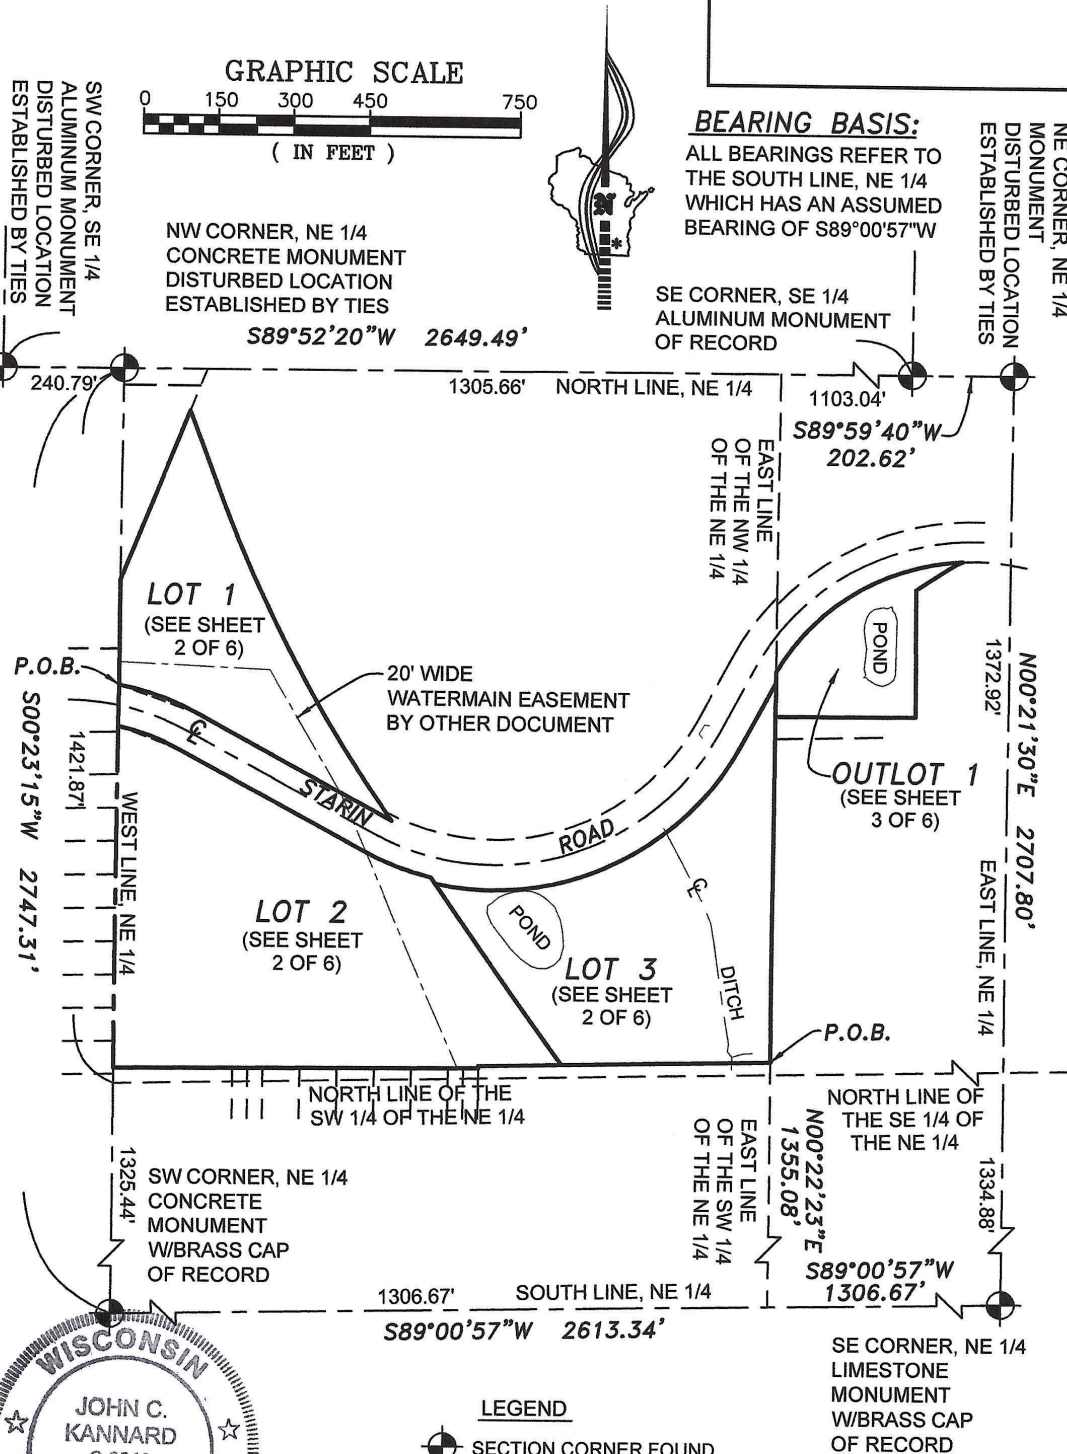 GRAPHIC SCALE
0 150 300 450 750
( IN FEET )
SW CORNER, SE 1/4
ALUMINUM MONUMENT
DISTURBED LOCATION
ESTABLISHED BY TIES
NW CORNER, NE 1/4
CONCRETE MONUMENT
DISTURBED LOCATION
ESTABLISHED BY TIES
S89°52'20"W 2649.49'
N
*
BEARING BASIS:
ALL BEARINGS REFER TO
THE SOUTH LINE, NE 1/4
WHICH HAS AN ASSUMED
BEARING OF S89°00'57"W
NE CORNER, NE 1/4
MONUMENT
DISTURBED LOCATION
ESTABLISHED BY TIES
SE CORNER, SE 1/4
ALUMINUM MONUMENT
OF RECORD
240.79'
1305.66' NORTH LINE, NE 1/4
1103.04'
S89°59'40"W
202.62'
EAST LINE
OF THE NW 1/4
OF THE NE 1/4
LOT 1
(SEE SHEET
2 OF 6)
P.O.B.
20' WIDE
WATERMAIN EASEMENT
BY OTHER DOCUMENT
POND
1372.92'
N00°21'30"E 2707.80'
S00°23'15"W 2747.31'
1421.87'
WEST LINE, NE 1/4
CL
STARIN
ROAD
OUTLOT 1
(SEE SHEET
3 OF 6)
EAST LINE, NE 1/4
LOT 2
(SEE SHEET
2 OF 6)
POND
LOT 3
(SEE SHEET
2 OF 6)
CL
DITCH
P.O.B.
NORTH LINE OF THE
SW 1/4 OF THE NE 1/4
NORTH LINE OF
THE SE 1/4 OF
THE NE 1/4
1325.44'
SW CORNER, NE 1/4
CONCRETE
MONUMENT
W/BRASS CAP
OF RECORD
EAST LINE
OF THE SW 1/4
OF THE NE 1/4
N00°22'23"E
1355.08'
1334.88'
S89°00'57"W
1306.67'
1306.67' SOUTH LINE, NE 1/4
S89°00'57"W 2613.34'
SE CORNER, NE 1/4
LIMESTONE
MONUMENT
W/BRASS CAP
OF RECORD
WISCONSIN
JOHN C.
KANNARD
LEGEND
SECTION CORNER FOUND